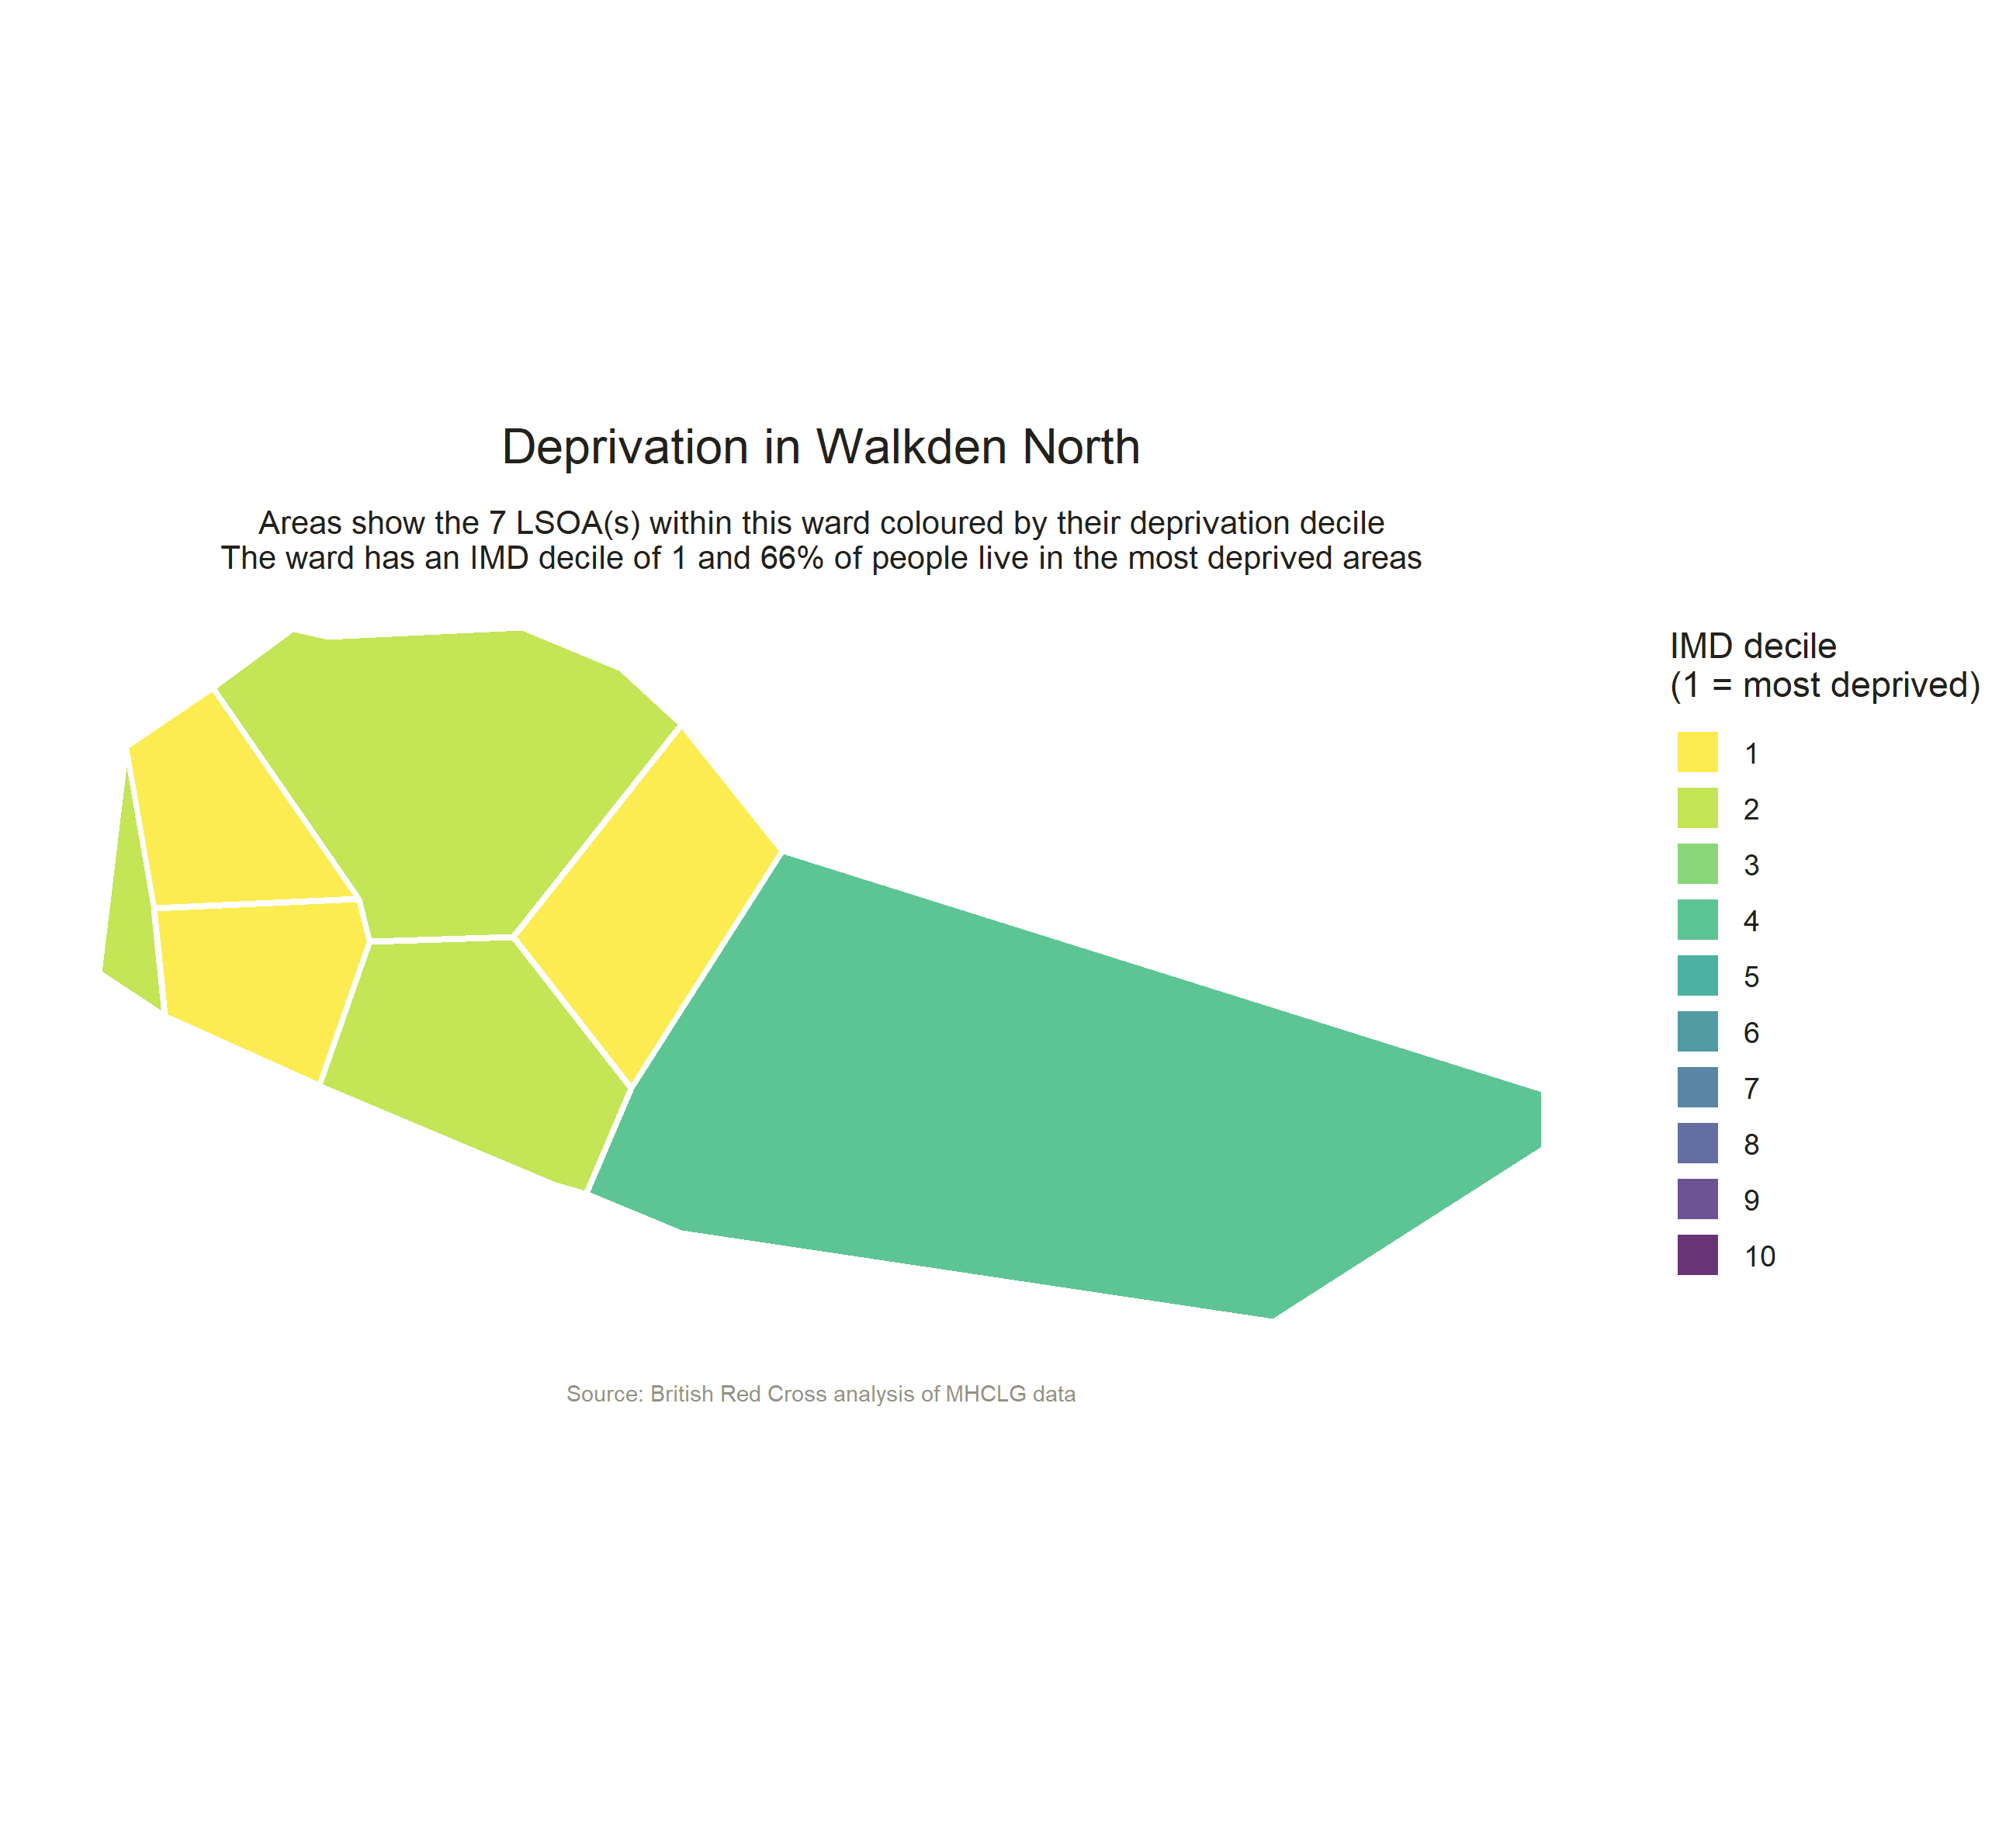 Deprivation in Walkden North
Areas show the 7 LSOA(s) within this ward coloured by their deprivation decile
The ward has an IMD decile of 1 and 66% of people live in the most deprived areas
IMD decile
(1 = most deprived)
1
2
3
4
5
6
7
8
9
10
Source: British Red Cross analysis of MHCLG data